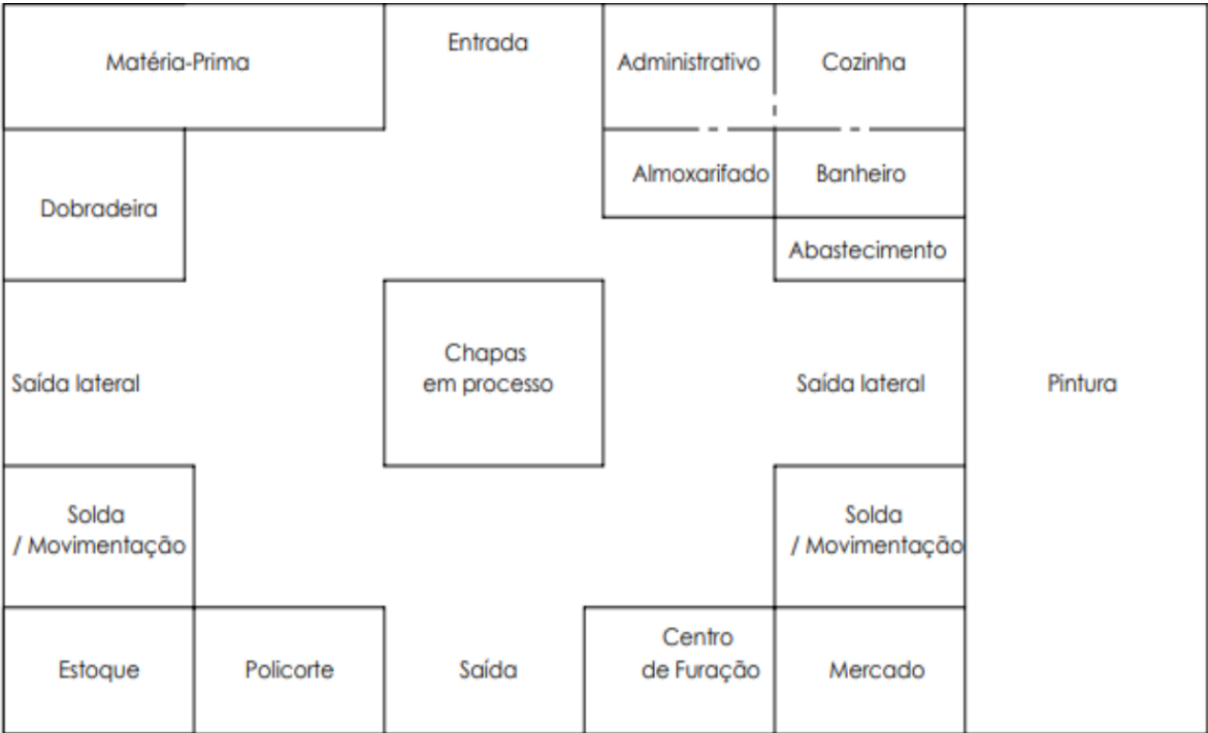 Matéria-Prima
Entrada
Administrativo
Cozinha
Almoxarifado
Banheiro
Dobradeira
Abastecimento
Chapas
em processo
Saída lateral
Saída lateral
Pintura
Solda
/ Movimentação
Solda
/ Movimentação
Estoque
Policorte
Saída
Centro
de Furação
Mercado